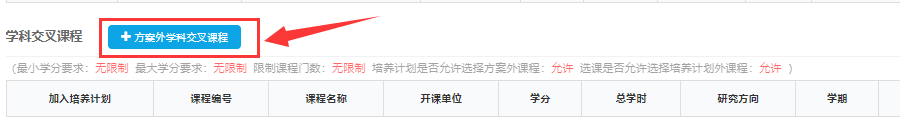 学科交叉课程 ✚ 方案外学科交叉课程
(最小学分要求: 无限制 最大学分要求: 无限制 限制课程门数: 无限制 培养计划是否允许选择方案外课程: 允许 选课是否允许选择培养计划外课程: 允许 )
加入培养计划 课程编号 课程名称 开课单位 学分 总学时 研究方向 学期